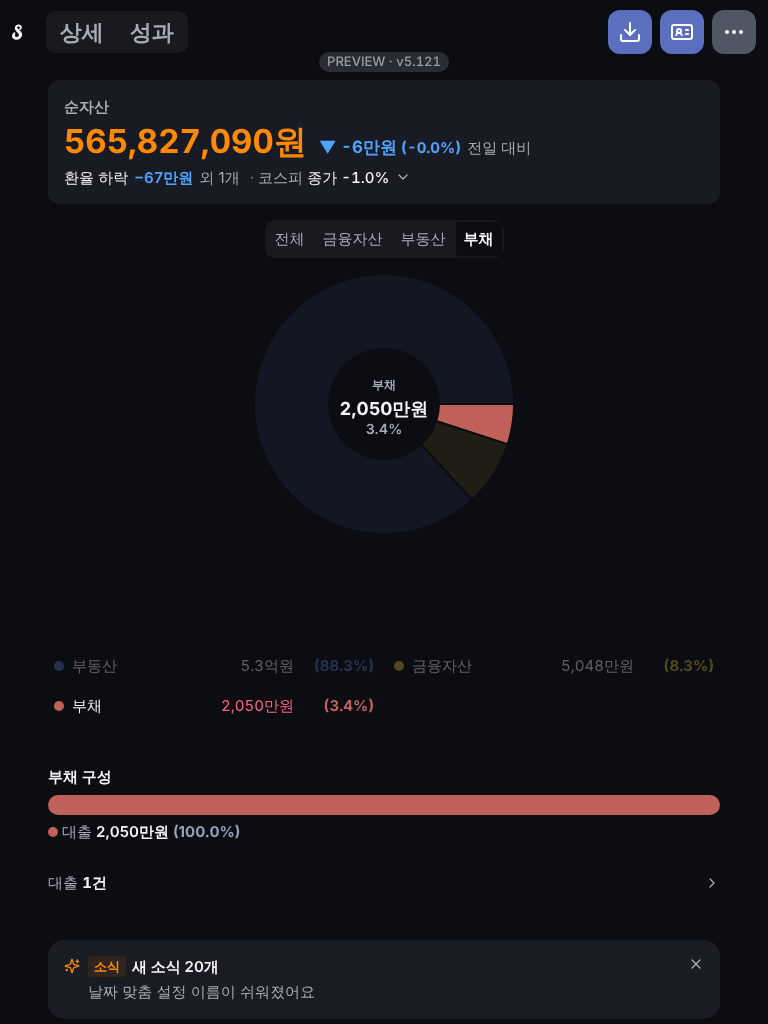 상세 성과
PREVIEW · v5.121
순자산
565,827,090원 ▼ -6만원 (-0.0%) 전일 대비
환율 하락 −67만원 외 1개 · 코스피 종가 -1.0%
전체 금융자산 부동산 부채
부채
2,050만원
3.4%
부동산 5.3억원 (88.3%) 금융자산 5,048만원 (8.3%)
부채 2,050만원 (3.4%)
부채 구성
대출 2,050만원 (100.0%)
대출 1건
소식 새 소식 20개
날짜 맞춤 설정 이름이 쉬워졌어요